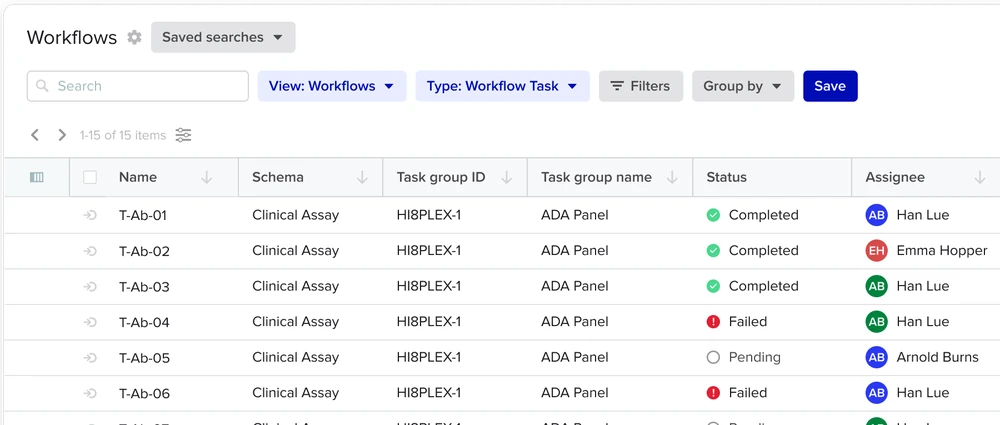 Workflows Saved searches
Search View: Workflows Type: Workflow Task Filters Group by Save
1-15 of 15 items
Name Schema Task group ID Task group name Status Assignee
T-Ab-01 Clinical Assay HI8PLEX-1 ADA Panel Completed AB Han Lue
T-Ab-02 Clinical Assay HI8PLEX-1 ADA Panel Completed EH Emma Hopper
T-Ab-03 Clinical Assay HI8PLEX-1 ADA Panel Completed AB Han Lue
T-Ab-04 Clinical Assay HI8PLEX-1 ADA Panel Failed AB Han Lue
T-Ab-05 Clinical Assay HI8PLEX-1 ADA Panel Pending AB Arnold Burns
T-Ab-06 Clinical Assay HI8PLEX-1 ADA Panel Failed AB Han Lue